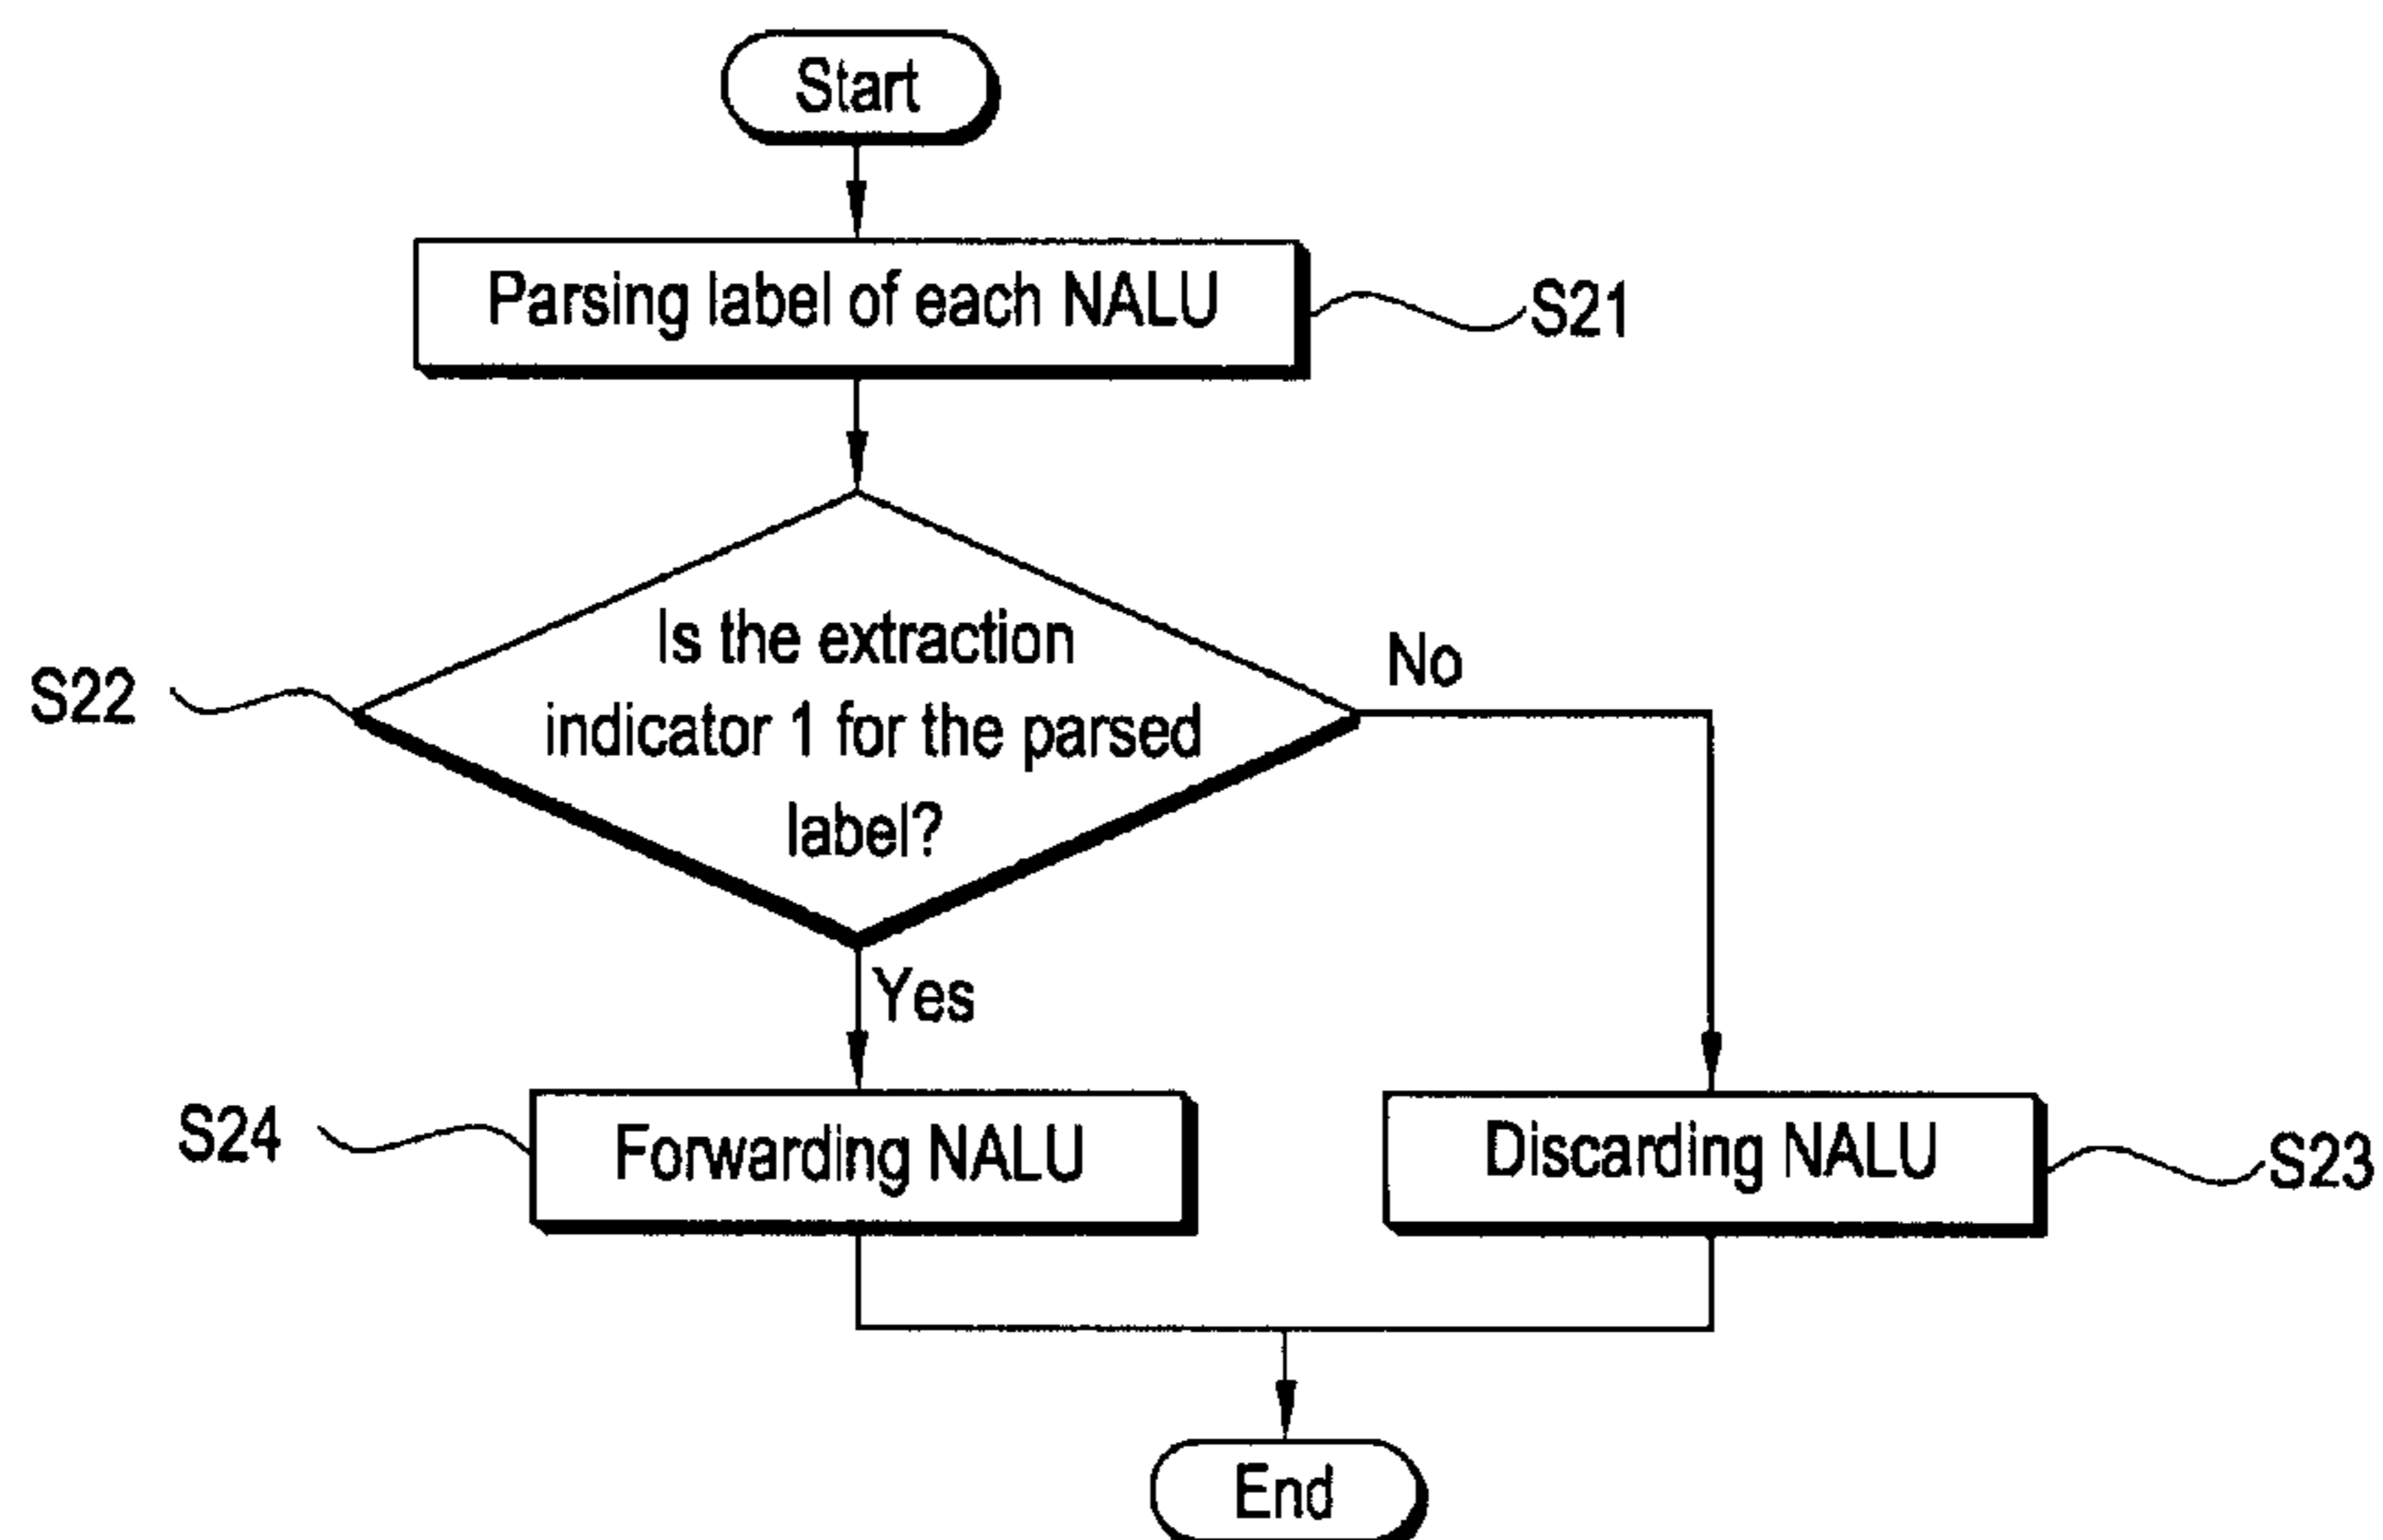 Start
Parsing label of each NALU
S21
Is the extraction
indicator 1 for the parsed
label?
S22
No
Yes
Forwarding NALU
S24
Discarding NALU
S23
End